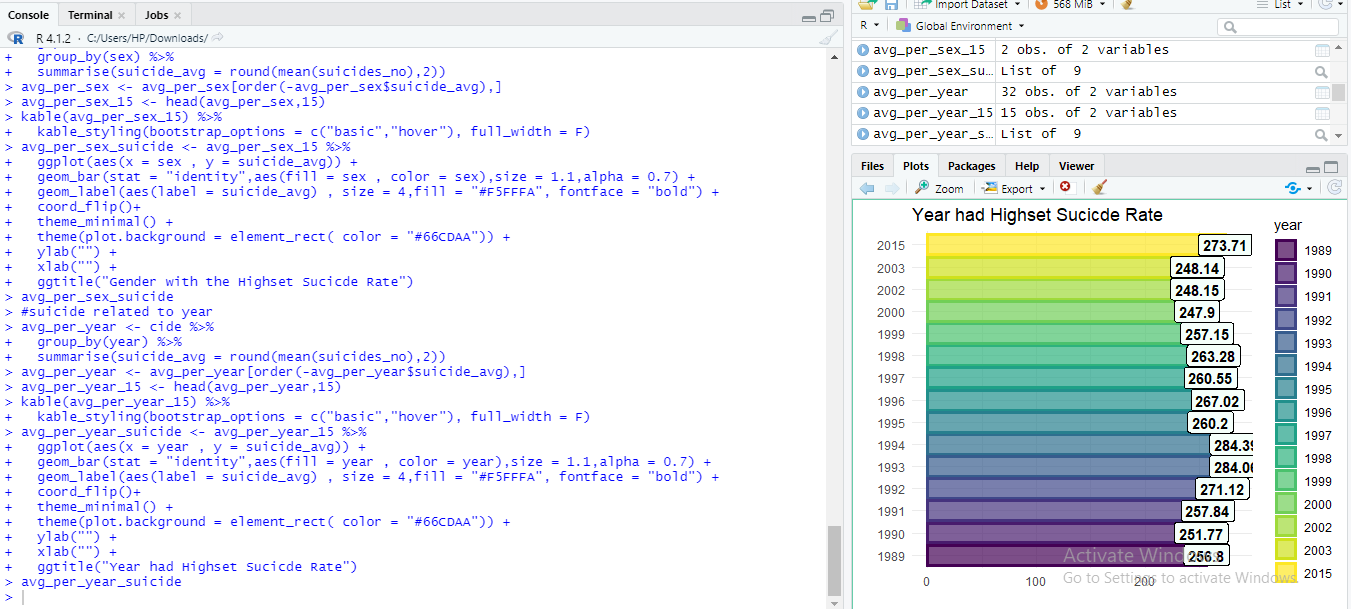 Console Terminal × Jobs ×
R 4.1.2 · C:/Users/HP/Downloads/
+ group_by(sex) %>%
+ summarise(suicide_avg = round(mean(suicides_no),2))
> avg_per_sex <- avg_per_sex[order(-avg_per_sex$suicide_avg),]
> avg_per_sex_15 <- head(avg_per_sex,15)
> kable(avg_per_sex_15) %>%
+ kable_styling(bootstrap_options = c("basic","hover"), full_width = F)
> avg_per_sex_suicide <- avg_per_sex_15 %>%
+ ggplot(aes(x = sex , y = suicide_avg)) +
+ geom_bar(stat = "identity",aes(fill = sex , color = sex),size = 1.1,alpha = 0.7) +
+ geom_label(aes(label = suicide_avg) , size = 4,fill = "#F5FFFA", fontface = "bold") +
+ coord_flip()+
+ theme_minimal() +
+ theme(plot.background = element_rect( color = "#66CDAA")) +
+ ylab("") +
+ xlab("") +
+ ggtitle("Gender with the Highset Sucicde Rate")
> avg_per_sex_suicide
> #suicide related to year
> avg_per_year <- cide %>%
+ group_by(year) %>%
+ summarise(suicide_avg = round(mean(suicides_no),2))
> avg_per_year <- avg_per_year[order(-avg_per_year$suicide_avg),]
> avg_per_year_15 <- head(avg_per_year,15)
> kable(avg_per_year_15) %>%
+ kable_styling(bootstrap_options = c("basic","hover"), full_width = F)
> avg_per_year_suicide <- avg_per_year_15 %>%
+ ggplot(aes(x = year , y = suicide_avg)) +
+ geom_bar(stat = "identity",aes(fill = year , color = year),size = 1.1,alpha = 0.7) +
+ geom_label(aes(label = suicide_avg) , size = 4,fill = "#F5FFFA", fontface = "bold") +
+ coord_flip()+
+ theme_minimal() +
+ theme(plot.background = element_rect( color = "#66CDAA")) +
+ ylab("") +
+ xlab("") +
+ ggtitle("Year had Highset Sucicde Rate")
> avg_per_year_suicide
>
Import Dataset 568 MiB List
R Global Environment
avg_per_sex_15 2 obs. of 2 variables
avg_per_sex_su… List of 9
avg_per_year 32 obs. of 2 variables
avg_per_year_15 15 obs. of 2 variables
avg_per_year_s… List of 9
Files Plots Packages Help Viewer
Zoom Export
Year had Highset Sucicde Rate
2015 273.71
2003 248.14
2002 248.15
2000 247.9
1999 257.15
1998 263.28
1997 260.55
1996 267.02
1995 260.2
1994 284.39
1993 284.06
1992 271.12
1991 257.84
1990 251.77
1989 256.8
0 100 200
year
1989
1990
1991
1992
1993
1994
1995
1996
1997
1998
1999
2000
2002
2003
2015
Activate Windows
Go to Settings to activate Windows.